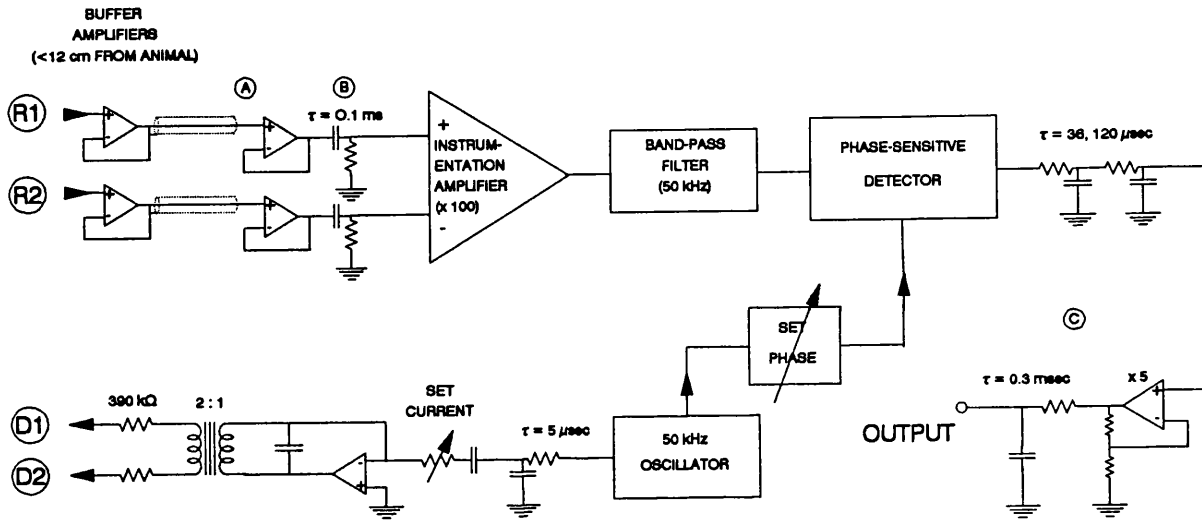 BUFFER
AMPLIFIERS
(<12 cm FROM ANIMAL)
A
B
R1
+
-
+
-
τ = 0.1 ms
+
INSTRUM-
ENTATION
AMPLIFIER
(x 100)
-
BAND-PASS
FILTER
(50 kHz)
PHASE-SENSITIVE
DETECTOR
τ = 36, 120 μsec
R2
+
-
+
-
SET
PHASE
C
τ = 0.3 msec
x 5
+
-
OUTPUT
390 kΩ
2 : 1
SET
CURRENT
τ = 5 μsec
50 kHz
OSCILLATOR
D1
D2
-
+